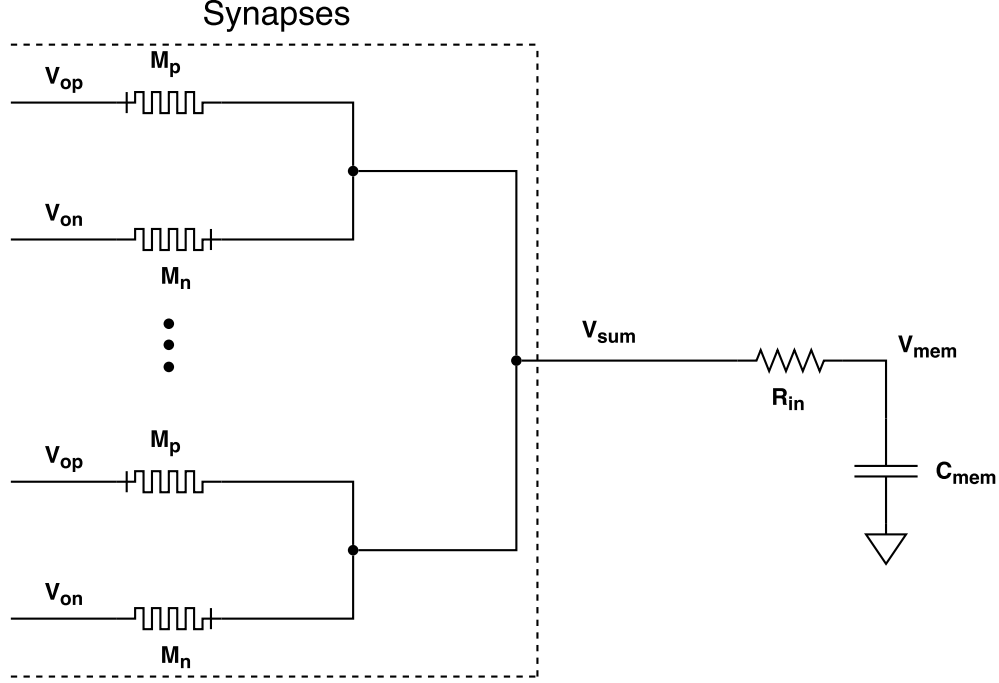 Synapses
Mp
Vop
Von
Mn
Vsum
Vmem
Rin
Mp
Vop
Cmem
Von
Mn